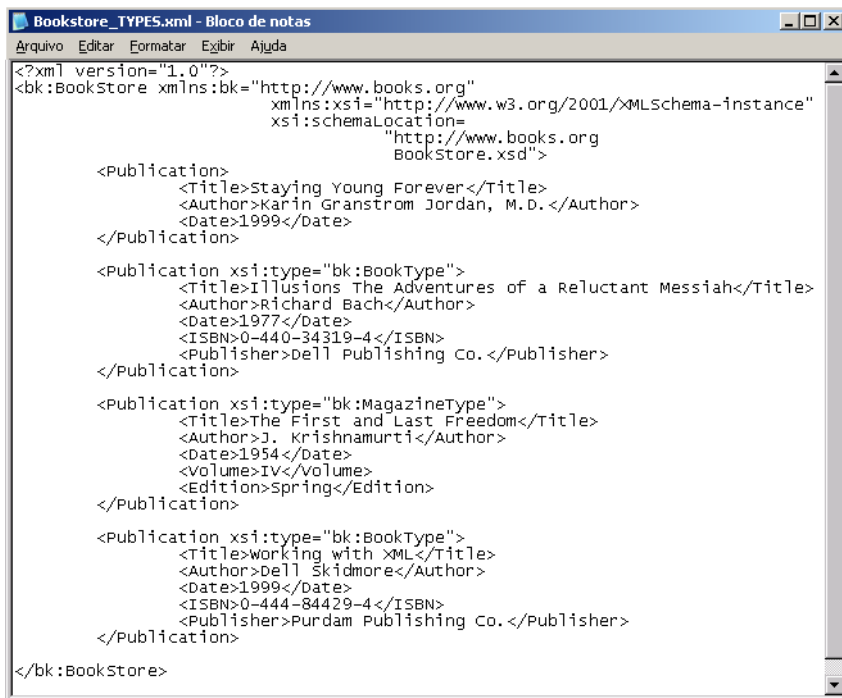 Bookstore_TYPES.xml - Bloco de notas
Arquivo Editar Formatar Exibir Ajuda
<?xml version="1.0"?>
<bk:BookStore xmlns:bk="http://www.books.org"
xmlns:xsi="http://www.w3.org/2001/XMLSchema-instance"
xsi:schemaLocation=
"http://www.books.org
BookStore.xsd">
<Publication>
<Title>Staying Young Forever</Title>
<Author>Karin Granstrom Jordan, M.D.</Author>
<Date>1999</Date>
</Publication>
<Publication xsi:type="bk:BookType">
<Title>Illusions The Adventures of a Reluctant Messiah</Title>
<Author>Richard Bach</Author>
<Date>1977</Date>
<ISBN>0-440-34319-4</ISBN>
<Publisher>Dell Publishing Co.</Publisher>
</Publication>
<Publication xsi:type="bk:MagazineType">
<Title>The First and Last Freedom</Title>
<Author>J. Krishnamurti</Author>
<Date>1954</Date>
<Volume>IV</Volume>
<Edition>Spring</Edition>
</Publication>
<Publication xsi:type="bk:BookType">
<Title>Working with XML</Title>
<Author>Dell Skidmore</Author>
<Date>1999</Date>
<ISBN>0-444-84429-4</ISBN>
<Publisher>Purdam Publishing Co.</Publisher>
</Publication>
</bk:BookStore>